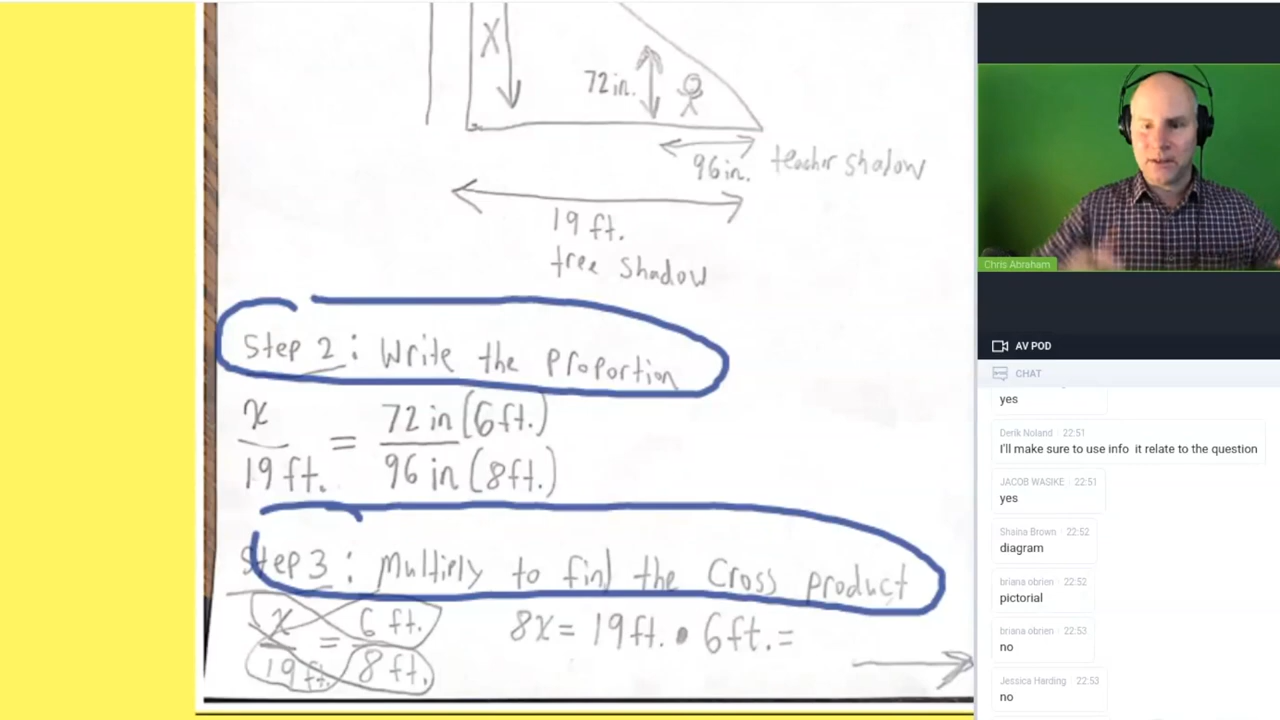 X
72 in.
96 in. teacher shadow
19 ft.
tree shadow
Step 2: Write the proportion
x
19 ft.
=
72 in (6 ft.)
96 in (8 ft.)
Step 3: Multiply to find the Cross product
x
19 ft.
=
6 ft.
8 ft.
8x = 19 ft. • 6 ft. =
Chris Abraham
AV POD
CHAT
yes
Derik Noland · 22:51
I'll make sure to use info it relate to the question
JACOB WASIKE · 22:51
yes
Shaina Brown · 22:52
diagram
briana obrien · 22:52
pictorial
briana obrien · 22:53
no
Jessica Harding · 22:53
no